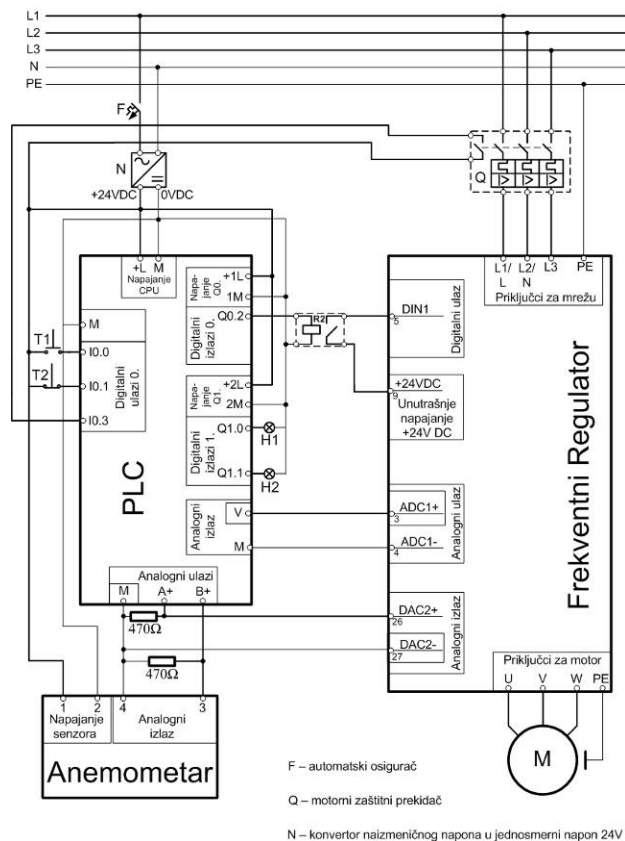 L1
L2
L3
N
PE
F
N
+24VDC 0VDC
Q
+L M
Napajanje
CPU
M
T1
I0.0
T2
I0.1
I0.3
Digitalni
ulazi 0.
PLC
Napa-
janje
Q0.
+1L
1M
Q0.2
Digitalni
izlazi 0.
Napa-
janje
Q1.
+2L
2M
Q1.0
Q1.1
Digitalni
izlazi 1.
H1
H2
Analogni
izlaz
V
M
Analogni ulazi
M A+ B+
470Ω
470Ω
R2
L1/
L
L2/
N
L3
PE
Priključci za mrežu
DIN1
5
Digitalni ulaz
+24VDC
9
Unutrašnje
napajanje
+24V DC
ADC1+
3
ADC1-
4
Analogni ulaz
DAC2+
26
DAC2-
27
Analogni izlaz
Frekventni Regulator
Priključci za motor
U V W PE
M
1 2 4 3
Napajanje
senzora
Analogni
izlaz
Anemometar
F – automatski osigurač
Q – motorni zaštitni prekidač
N – konvertor naizmeničnog napona u jednosmerni napon 24V